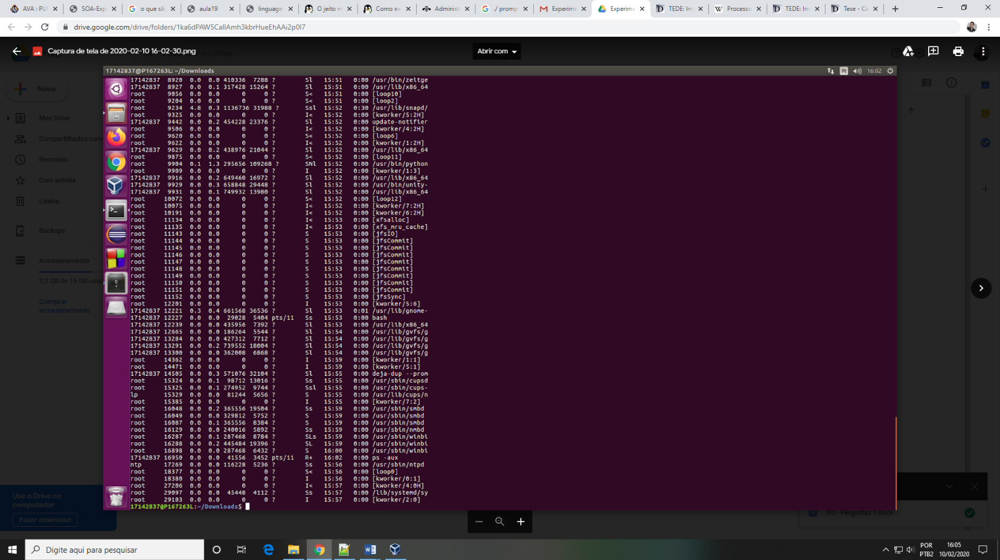 AVA : PU
SOA-Exp
o que são
aula19
linguage
O jeito m
Como ex
Administ
./ promp
Experime
Experime
TEDE: Im
Processo
TEDE: Im
Tese - Ca
drive.google.com/drive/folders/1ka6dPAW5CaIlAmh3kbrHueEhAAi2p0l7
Captura de tela de 2020-02-10 16-02-30.png
Abrir com
no Drive
Novo
Meu Drive
Compartilhados com
Recentes
Com estrela
Lixeira
Backups
Armazenamento
9,2 GB de 15 GB usad
Comprar
armazenamento
Use o Drive no
computador
Fazer download
17142837@P167263L: ~/Downloads
Pt 16:02
17142837 8920 0.0 0.0 410336 7288 ? Sl 15:51 0:00 /usr/bin/zeitge
17142837 8927 0.0 0.1 317428 15264 ? Sl 15:51 0:00 /usr/lib/x86_64
root 9056 0.0 0.0 0 0 ? S< 15:51 0:00 [loop10]
root 9204 0.0 0.0 0 0 ? S< 15:51 0:00 [loop2]
root 9234 4.8 0.3 1136736 31988 ? Ssl 15:52 0:30 /usr/lib/snapd/
root 9325 0.0 0.0 0 0 ? I< 15:52 0:00 [kworker/5:2H]
17142837 9442 0.0 0.2 454228 23376 ? Sl 15:52 0:00 update-notifier
root 9506 0.0 0.0 0 0 ? I< 15:52 0:00 [kworker/4:2H]
root 9620 0.0 0.0 0 0 ? S< 15:52 0:00 [loop6]
root 9622 0.0 0.0 0 0 ? I< 15:52 0:00 [kworker/1:2H]
17142837 9629 0.0 0.2 438976 21044 ? Sl 15:52 0:00 /usr/lib/x86_64
root 9875 0.0 0.0 0 0 ? S< 15:52 0:00 [loop11]
root 9904 0.1 1.3 295656 109268 ? SNl 15:52 0:00 /usr/bin/python
root 9909 0.0 0.0 0 0 ? I 15:52 0:00 [kworker/1:3]
17142837 9916 0.0 0.2 649460 16972 ? Sl 15:52 0:00 /usr/lib/x86_64
17142837 9929 0.0 0.3 658848 29448 ? Sl 15:52 0:00 /usr/bin/unity-
17142837 9931 0.0 0.1 749932 13980 ? Sl 15:52 0:00 /usr/lib/x86_64
root 10072 0.0 0.0 0 0 ? S< 15:52 0:00 [loop12]
root 10075 0.0 0.0 0 0 ? I< 15:52 0:00 [kworker/7:2H]
root 10191 0.0 0.0 0 0 ? I< 15:52 0:00 [kworker/6:2H]
root 11134 0.0 0.0 0 0 ? I< 15:53 0:00 [xfsalloc]
root 11135 0.0 0.0 0 0 ? I< 15:53 0:00 [xfs_mru_cache]
root 11143 0.0 0.0 0 0 ? S 15:53 0:00 [jfsIO]
root 11144 0.0 0.0 0 0 ? S 15:53 0:00 [jfsCommit]
root 11145 0.0 0.0 0 0 ? S 15:53 0:00 [jfsCommit]
root 11146 0.0 0.0 0 0 ? S 15:53 0:00 [jfsCommit]
root 11147 0.0 0.0 0 0 ? S 15:53 0:00 [jfsCommit]
root 11148 0.0 0.0 0 0 ? S 15:53 0:00 [jfsCommit]
root 11149 0.0 0.0 0 0 ? S 15:53 0:00 [jfsCommit]
root 11150 0.0 0.0 0 0 ? S 15:53 0:00 [jfsCommit]
root 11151 0.0 0.0 0 0 ? S 15:53 0:00 [jfsCommit]
root 11152 0.0 0.0 0 0 ? S 15:53 0:00 [jfsSync]
root 12201 0.0 0.0 0 0 ? I 15:53 0:00 [kworker/5:6]
17142837 12221 0.3 0.4 661568 36536 ? Sl 15:53 0:01 /usr/lib/gnome-
17142837 12227 0.0 0.0 29028 5404 pts/11 Ss 15:53 0:00 bash
17142837 12239 0.0 0.0 435956 7392 ? Sl 15:53 0:00 /usr/lib/x86_64
17142837 12665 0.0 0.0 186264 5544 ? Sl 15:54 0:00 /usr/lib/gvfs/g
17142837 13284 0.0 0.0 427312 7712 ? Sl 15:54 0:00 /usr/lib/gvfs/g
17142837 13291 0.0 0.2 739552 18004 ? Sl 15:54 0:00 /usr/lib/gvfs/g
17142837 13300 0.0 0.0 362008 6868 ? Sl 15:54 0:00 /usr/lib/gvfs/g
root 14362 0.0 0.0 0 0 ? I 15:59 0:00 [kworker/1:1]
root 14471 0.0 0.0 0 0 ? I 15:59 0:00 [kworker/5:1]
17142837 14505 0.0 0.3 571076 32104 ? Sl 15:55 0:00 deja-dup --prom
root 15324 0.0 0.1 98712 13016 ? Ss 15:55 0:00 /usr/sbin/cupsd
root 15325 0.0 0.1 274952 9744 ? Ssl 15:55 0:00 /usr/sbin/cups-
lp 15329 0.0 0.0 81244 5656 ? S 15:55 0:00 /usr/lib/cups/n
root 15385 0.0 0.0 0 0 ? I 15:55 0:00 [kworker/7:2]
root 16048 0.0 0.2 365556 19504 ? Ss 15:59 0:00 /usr/sbin/smbd
root 16049 0.0 0.0 329812 5752 ? S 15:59 0:00 /usr/sbin/smbd
root 16087 0.0 0.1 365556 8384 ? S 15:59 0:00 /usr/sbin/smbd
root 16129 0.0 0.0 240016 5892 ? Ss 15:59 0:00 /usr/sbin/nmbd
root 16287 0.0 0.1 287468 8784 ? SLs 15:59 0:00 /usr/sbin/winbi
root 16288 0.0 0.2 445484 19396 ? SL 15:59 0:00 /usr/sbin/winbi
root 16898 0.0 0.0 287468 6432 ? S 16:00 0:00 /usr/sbin/winbi
17142837 16950 0.0 0.0 41556 3452 pts/11 R+ 16:02 0:00 ps -aux
ntp 17269 0.0 0.0 116228 5236 ? Ss 15:56 0:00 /usr/sbin/ntpd
root 18377 0.0 0.0 0 0 ? S< 15:56 0:00 [loop0]
root 18380 0.0 0.0 0 0 ? I 15:56 0:00 [kworker/0:1]
root 27206 0.0 0.0 0 0 ? I< 15:57 0:00 [kworker/4:0H]
root 29097 0.0 0.0 45448 4112 ? Ss 15:57 0:00 /lib/systemd/sy
root 29103 0.0 0.0 0 0 ? I 15:57 0:00 [kworker/2:0]
17142837@P167263L:~/Downloads$
SO - Perguntas 1.docx
Digite aqui para pesquisar
POR
PTB2
16:05
10/02/2020